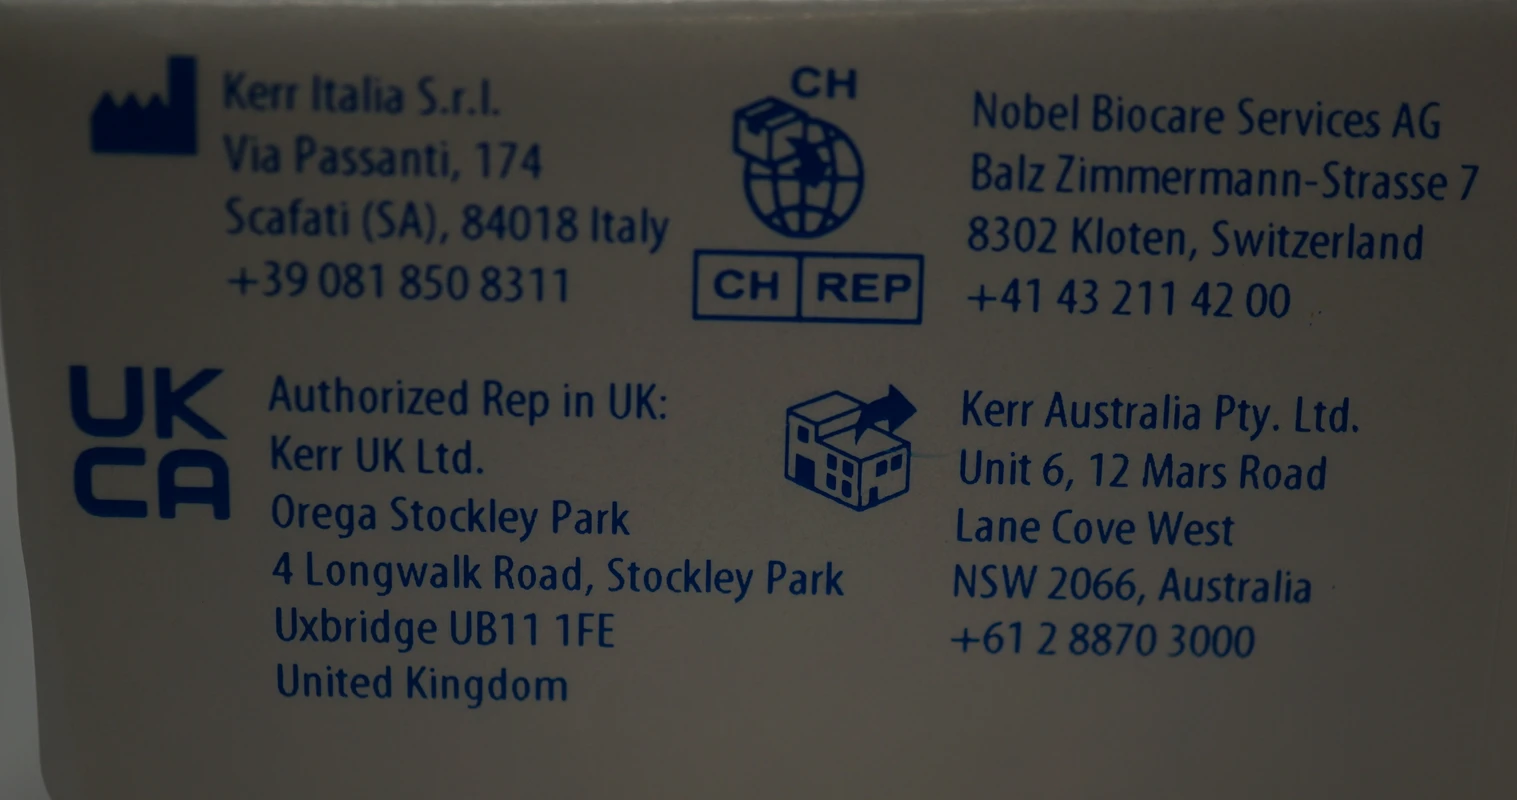 Kerr Italia S.r.l.
Via Passanti, 174
Scafati (SA), 84018 Italy
+39 081 850 8311
CH
CH REP
Nobel Biocare Services AG
Balz Zimmermann-Strasse 7
8302 Kloten, Switzerland
+41 43 211 42 00
UK
CA
Authorized Rep in UK:
Kerr UK Ltd.
Orega Stockley Park
4 Longwalk Road, Stockley Park
Uxbridge UB11 1FE
United Kingdom
Kerr Australia Pty. Ltd.
Unit 6, 12 Mars Road
Lane Cove West
NSW 2066, Australia
+61 2 8870 3000